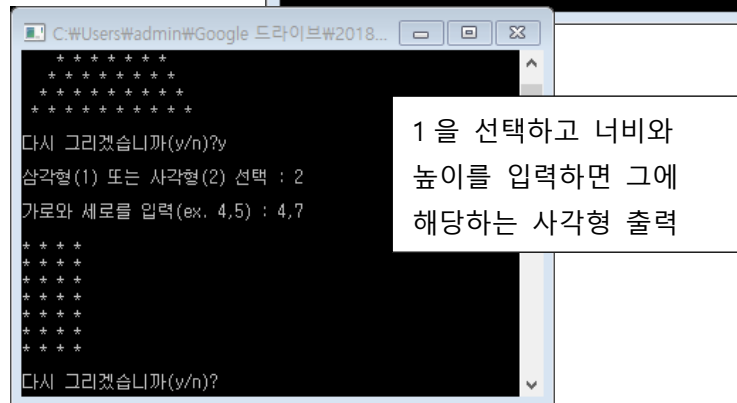 C:₩Users₩admin₩Google 드라이브₩2018...
* * * * * * *
* * * * * * * *
* * * * * * * * *
* * * * * * * * * *
다시 그리겠습니까(y/n)?y
삼각형(1) 또는 사각형(2) 선택 : 2
가로와 세로를 입력(ex. 4,5) : 4,7
* * * *
* * * *
* * * *
* * * *
* * * *
* * * *
* * * *
다시 그리겠습니까(y/n)?
1을 선택하고 너비와
높이를 입력하면 그에
해당하는 사각형 출력